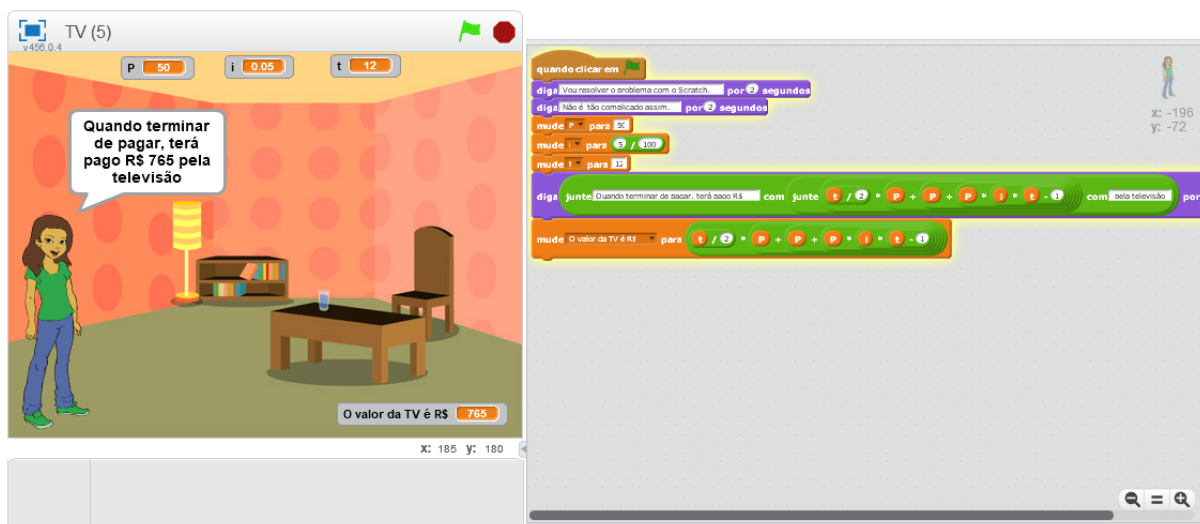 TV (5)
v456.0.4
P 50
i 0.05
t 12
Quando terminar
de pagar, terá
pago R$ 765 pela
televisão
O valor da TV é R$ 765
x: 185 y: 180
quando clicar em
diga Vou resolver o problema com o Scratch. por 2 segundos
diga Não é tão complicado assim. por 2 segundos
mude P para 50
mude i para 5 / 100
mude t para 12
diga junte Quando terminar de pagar, terá pago R$ com junte t / 2 * P + P + P * i * t - 1 com pela televisão por
mude O valor da TV é R$ para t / 2 * P + P + P * i * t - 1
x: -196
y: -72